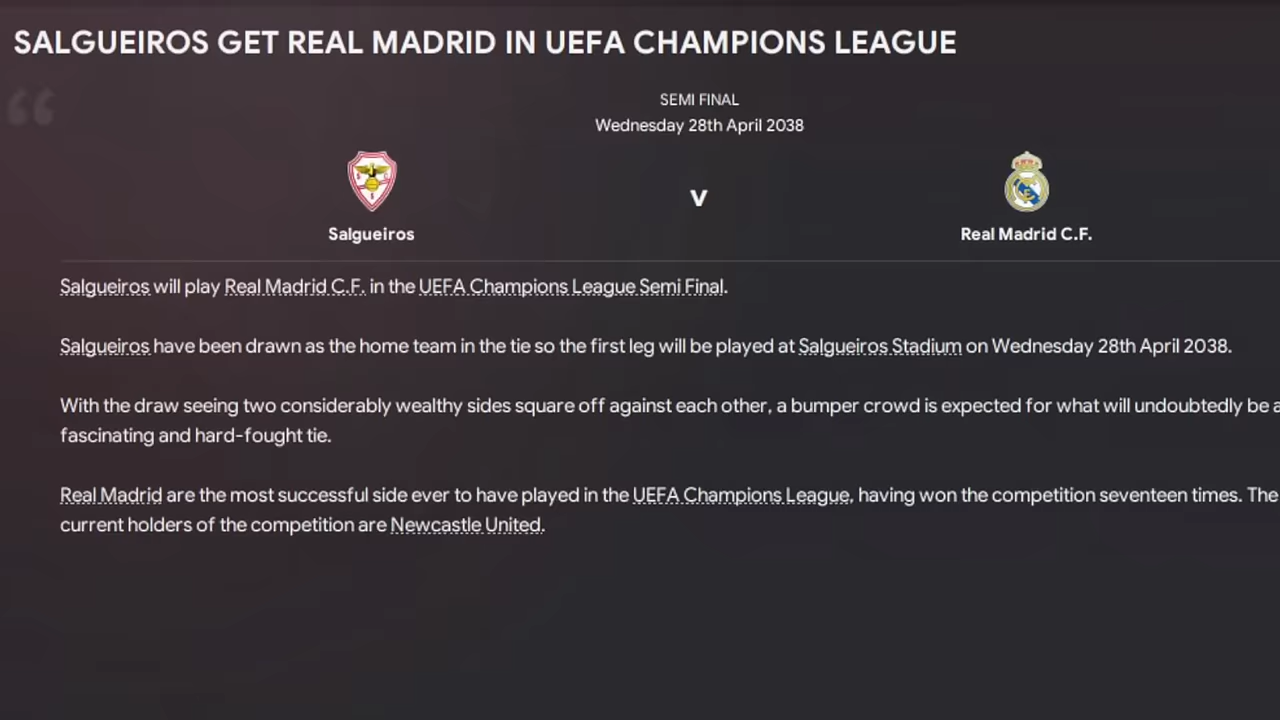 SALGUEIROS GET REAL MADRID IN UEFA CHAMPIONS LEAGUE
SEMI FINAL
Wednesday 28th April 2038
v
Salgueiros
Real Madrid C.F.
Salgueiros will play Real Madrid C.F. in the UEFA Champions League Semi Final.
Salgueiros have been drawn as the home team in the tie so the first leg will be played at Salgueiros Stadium on Wednesday 28th April 2038.
With the draw seeing two considerably wealthy sides square off against each other, a bumper crowd is expected for what will undoubtedly be a
fascinating and hard-fought tie.
Real Madrid are the most successful side ever to have played in the UEFA Champions League, having won the competition seventeen times. The
current holders of the competition are Newcastle United.